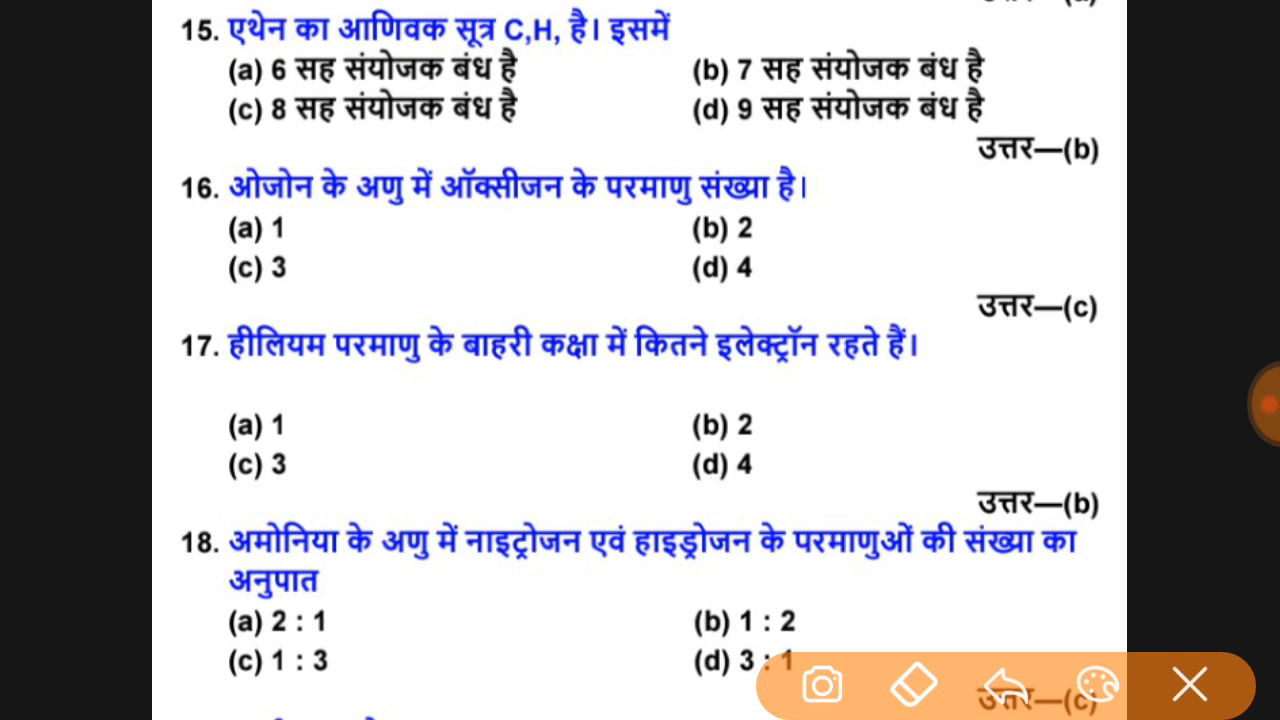 15. एथेन का आणिवक सूत्र C,H, है। इसमें
(a) 6 सह संयोजक बंध है (b) 7 सह संयोजक बंध है
(c) 8 सह संयोजक बंध है (d) 9 सह संयोजक बंध है
उत्तर—(b)
16. ओजोन के अणु में ऑक्सीजन के परमाणु संख्या है।
(a) 1 (b) 2
(c) 3 (d) 4
उत्तर—(c)
17. हीलियम परमाणु के बाहरी कक्षा में कितने इलेक्ट्रॉन रहते हैं।
(a) 1 (b) 2
(c) 3 (d) 4
उत्तर—(b)
18. अमोनिया के अणु में नाइट्रोजन एवं हाइड्रोजन के परमाणुओं की संख्या का
अनुपात
(a) 2 : 1 (b) 1 : 2
(c) 1 : 3 (d) 3 : 1
उत्तर—(c)